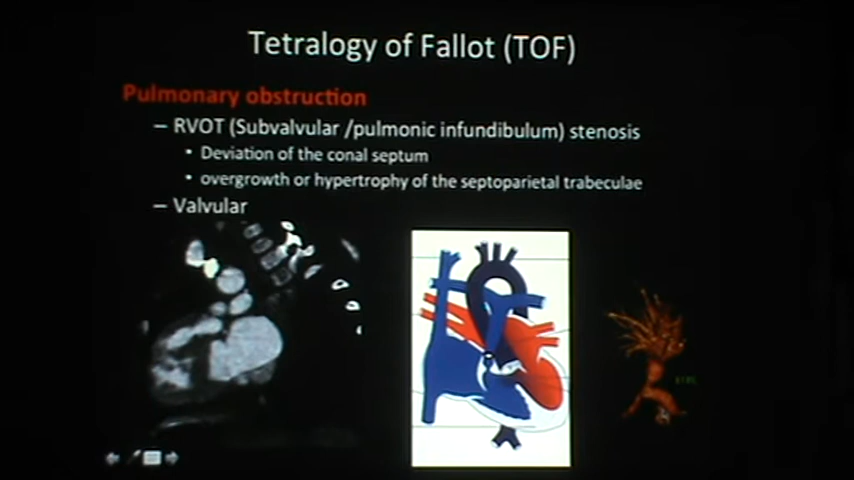 Tetralogy of Fallot (TOF)
Pulmonary obstruction
– RVOT (Subvalvular /pulmonic infundibulum) stenosis
• Deviation of the conal septum
• overgrowth or hypertrophy of the septoparietal trabeculae
– Valvular